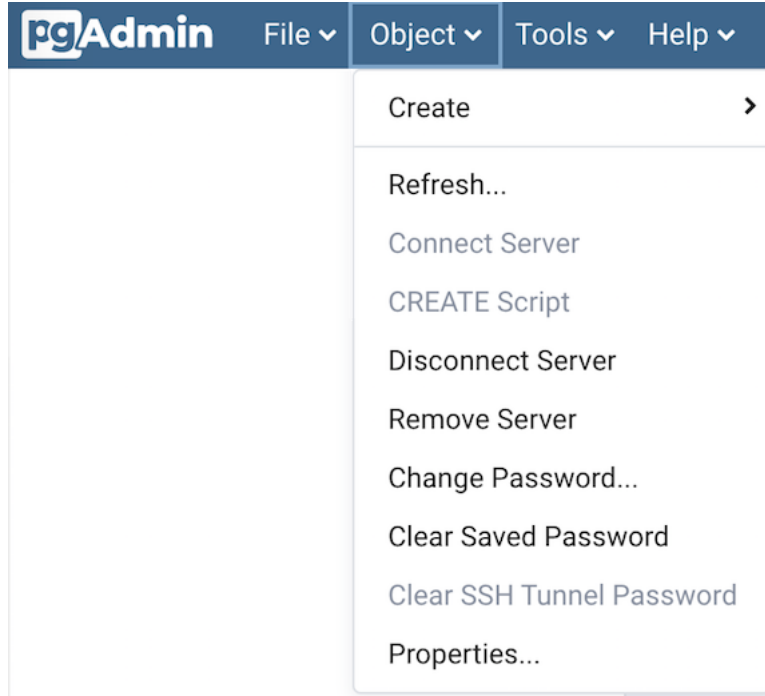 pgAdmin File Object Tools Help
Create
Refresh...
Connect Server
CREATE Script
Disconnect Server
Remove Server
Change Password...
Clear Saved Password
Clear SSH Tunnel Password
Properties...